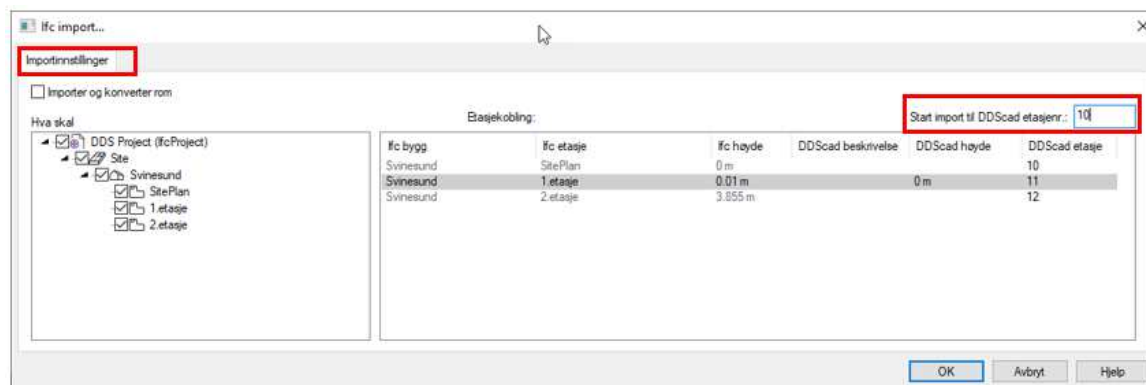 Ifc import...
Importinnstillinger
Importer og konverter rom
Hva skal
Etasjekobling:
Start import til DDScad etasjenr.: 10
DDS Project (IfcProject)
Site
Svinesund
SitePlan
1.etasje
2.etasje
Ifc bygg Ifc etasje Ifc høyde DDScad beskrivelse DDScad høyde DDScad etasje
Svinesund SitePlan 0 m 10
Svinesund 1.etasje 0.01 m 0 m 11
Svinesund 2.etasje 3.855 m 12
OK Avbryt Hjelp